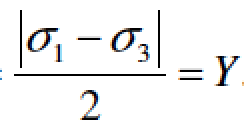 = |σ₁ − σ₃| / 2 = Y